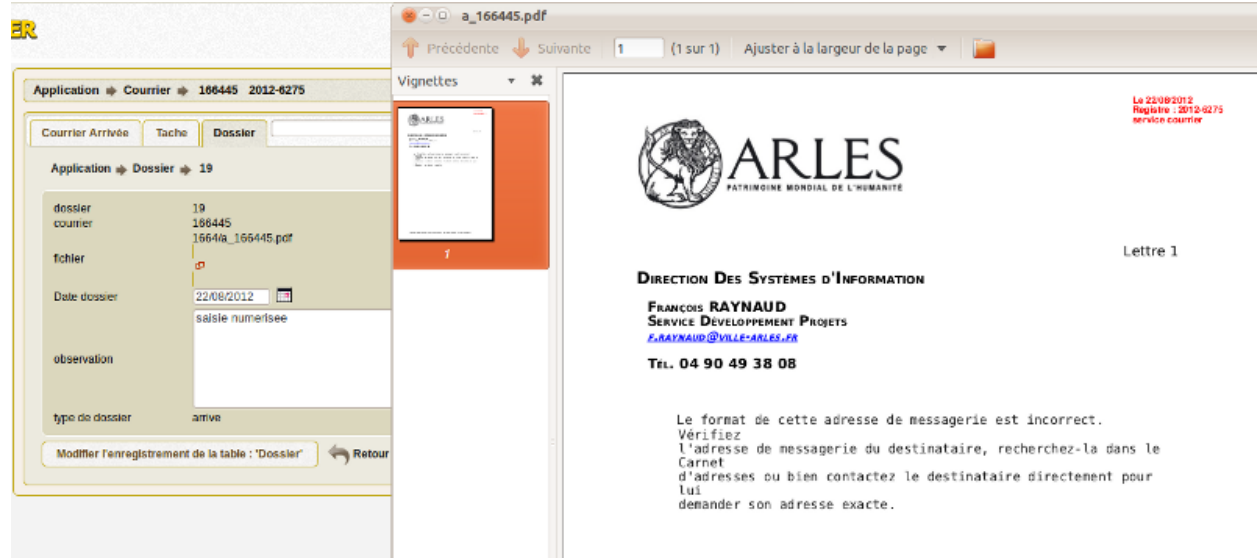 ER
Application Courrier 166445 2012-6275
Courrier Arrivée Tache Dossier
Application Dossier 19
dossier 19
courrier 166445
1664/a_166445.pdf
fichier
Date dossier 22/08/2012
saisie numerisee
observation
type de dossier arrive
Modifier l'enregistrement de la table : 'Dossier' Retour
a_166445.pdf
Précédente Suivante 1 (1 sur 1) Ajuster à la largeur de la page
Vignettes
ARLES
1
Le 22/08/2012
Registre : 2012-6275
service courrier
ARLES
PATRIMOINE MONDIAL DE L'HUMANITÉ
Lettre 1
DIRECTION DES SYSTÈMES D'INFORMATION
FRANÇOIS RAYNAUD
SERVICE DÉVELOPPEMENT PROJETS
F.RAYNAUD@VILLE-ARLES.FR
TÉL. 04 90 49 38 08
Le format de cette adresse de messagerie est incorrect.
Vérifiez
l'adresse de messagerie du destinataire, recherchez-la dans le
Carnet
d'adresses ou bien contactez le destinataire directement pour
lui
demander son adresse exacte.